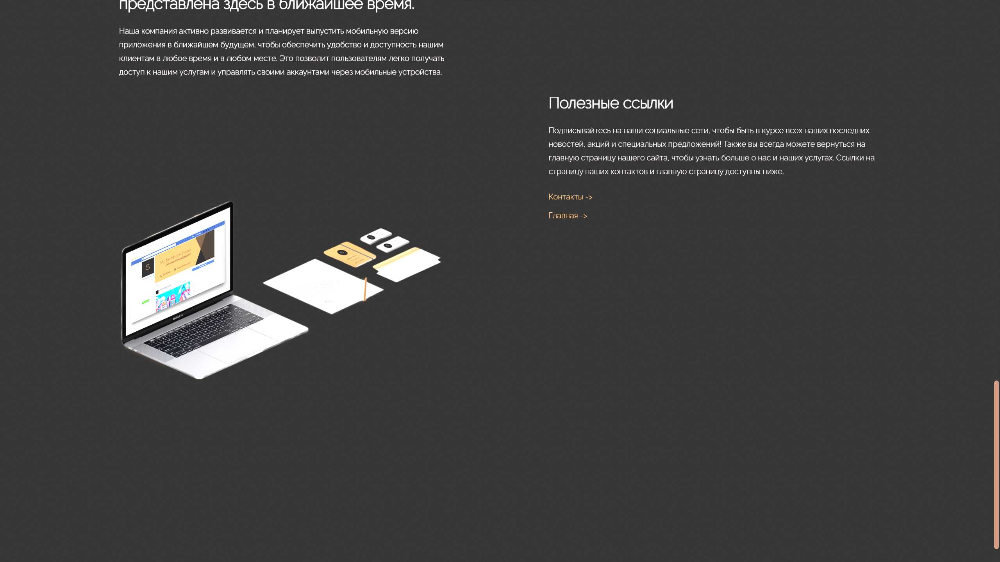 представлена здесь в ближайшее время.
Наша компания активно развивается и планирует выпустить мобильную версию
приложения в ближайшем будущем, чтобы обеспечить удобство и доступность нашим
клиентам в любое время и в любом месте. Это позволит пользователям легко получать
доступ к нашим услугам и управлять своими аккаунтами через мобильные устройства.
Полезные ссылки
Подписывайтесь на наши социальные сети, чтобы быть в курсе всех наших последних
новостей, акций и специальных предложений! Также вы всегда можете вернуться на
главную страницу нашего сайта, чтобы узнать больше о нас и наших услугах. Ссылки на
страницу наших контактов и главную страницу доступны ниже.
Контакты ->
Главная ->
My facebook page
Do something different
S
BRAND
STYLE
GUIDE